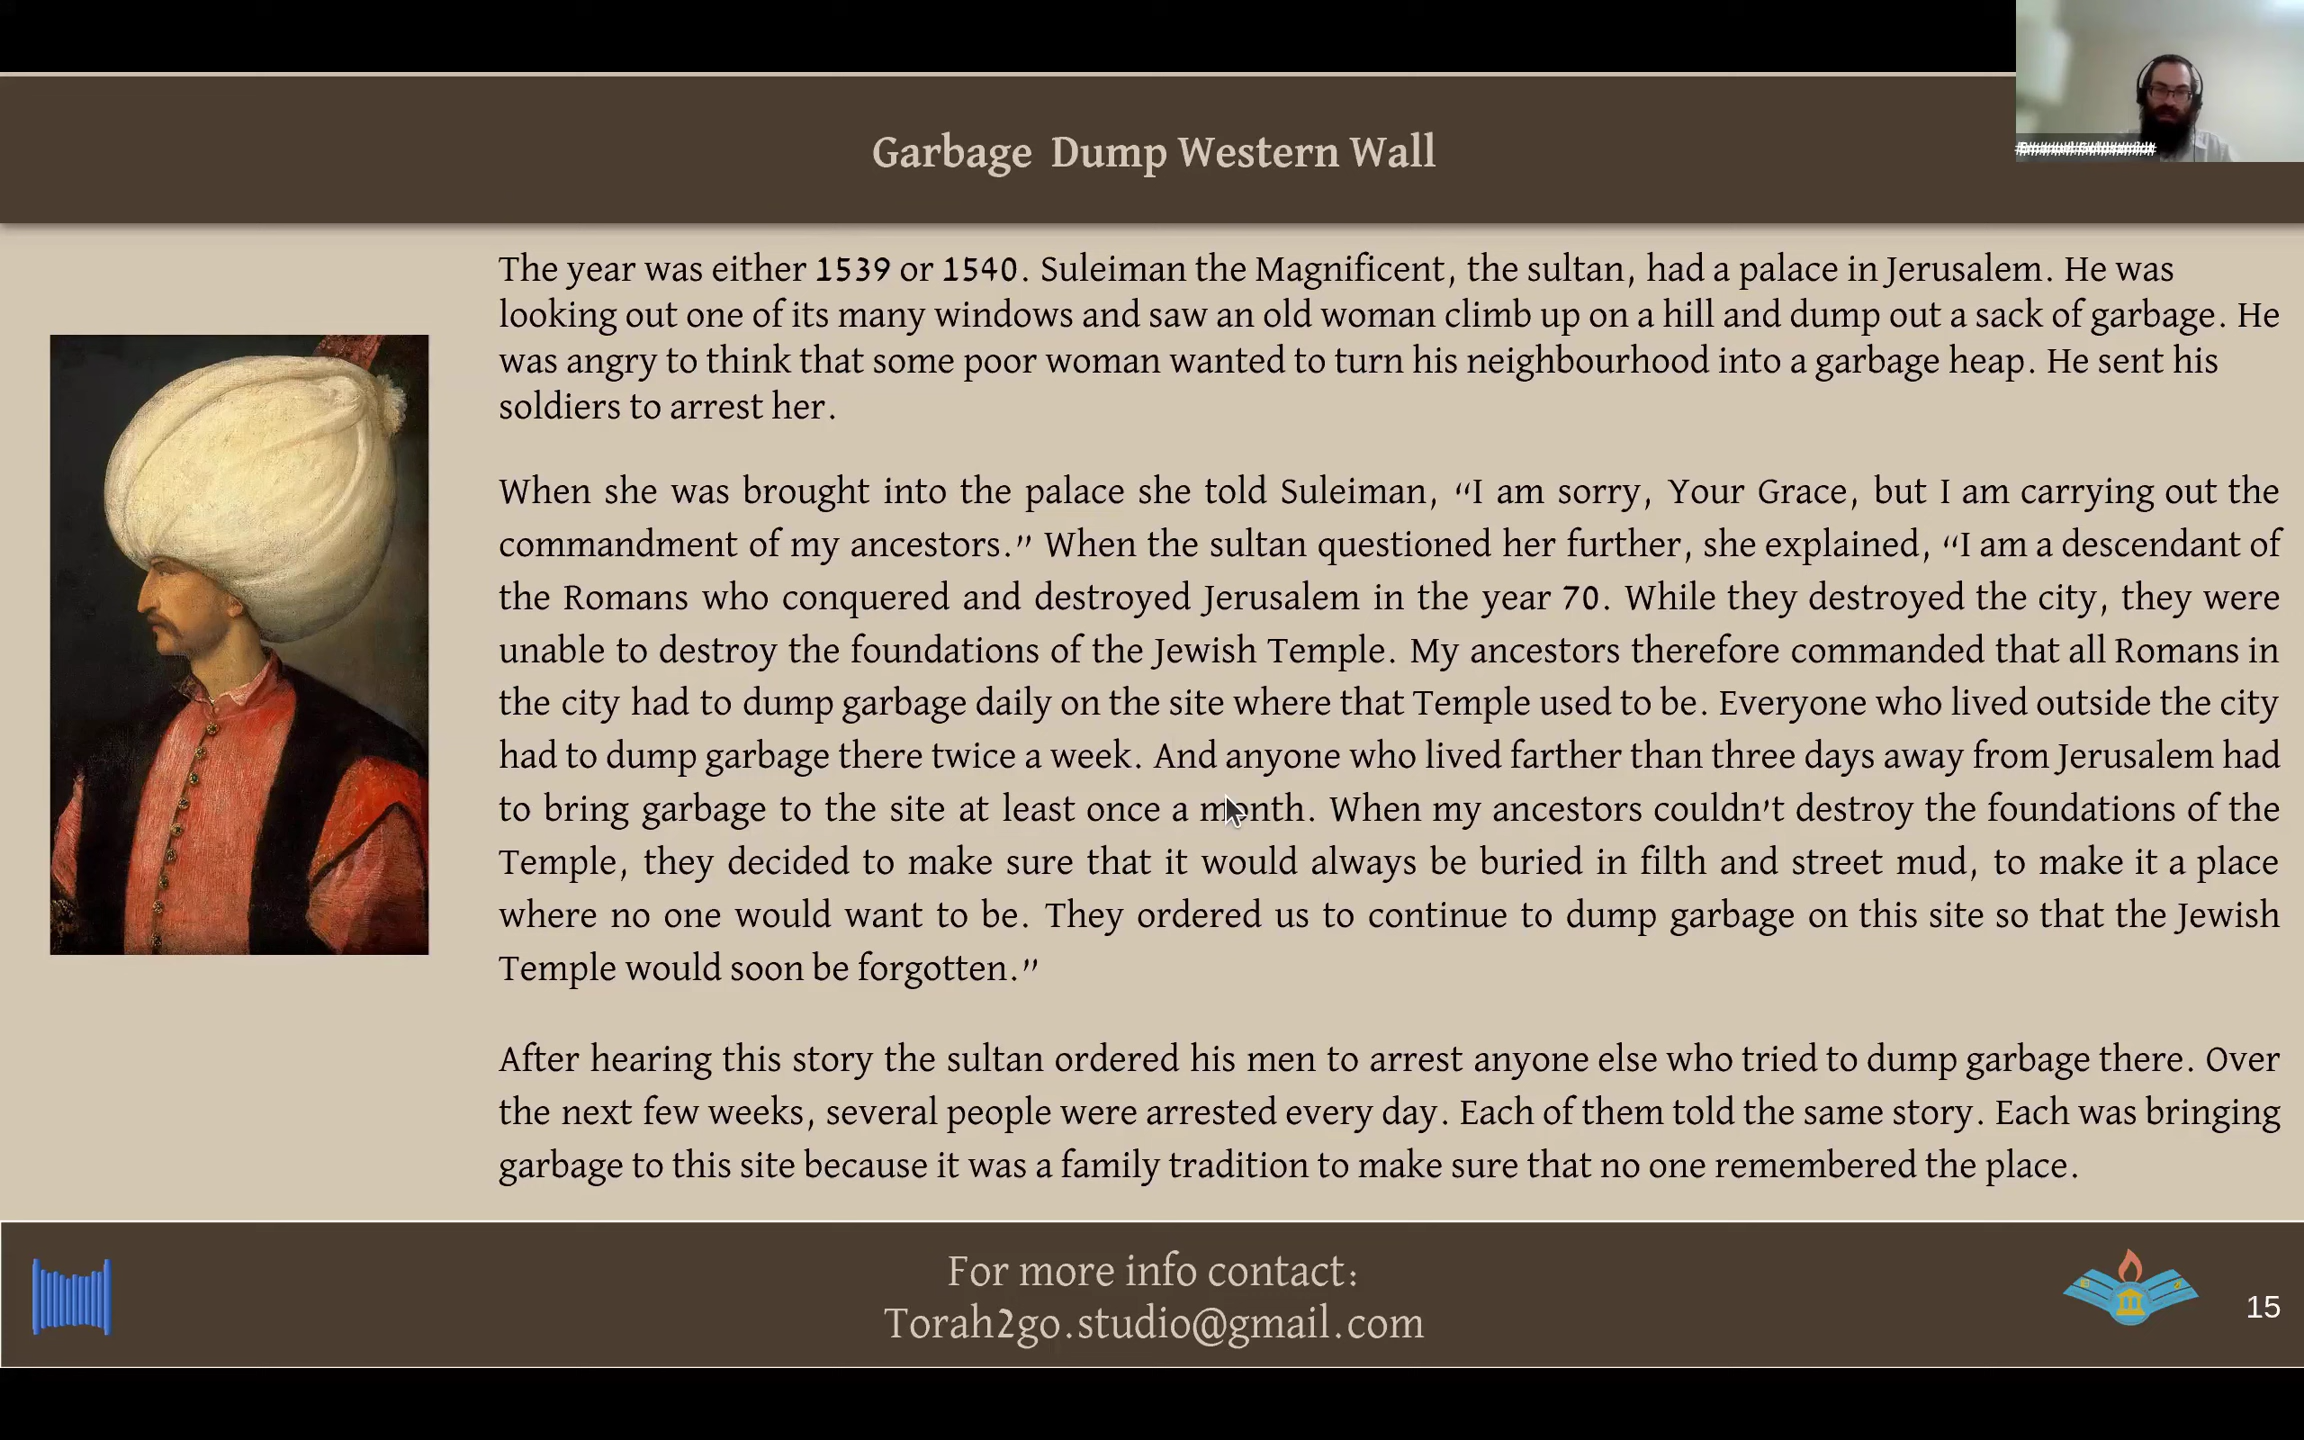 Garbage Dump Western Wall
The year was either 1539 or 1540. Suleiman the Magnificent, the sultan, had a palace in Jerusalem. He was
looking out one of its many windows and saw an old woman climb up on a hill and dump out a sack of garbage. He
was angry to think that some poor woman wanted to turn his neighbourhood into a garbage heap. He sent his
soldiers to arrest her.
When she was brought into the palace she told Suleiman, “I am sorry, Your Grace, but I am carrying out the
commandment of my ancestors.” When the sultan questioned her further, she explained, “I am a descendant of
the Romans who conquered and destroyed Jerusalem in the year 70. While they destroyed the city, they were
unable to destroy the foundations of the Jewish Temple. My ancestors therefore commanded that all Romans in
the city had to dump garbage daily on the site where that Temple used to be. Everyone who lived outside the city
had to dump garbage there twice a week. And anyone who lived farther than three days away from Jerusalem had
to bring garbage to the site at least once a month. When my ancestors couldn't destroy the foundations of the
Temple, they decided to make sure that it would always be buried in filth and street mud, to make it a place
where no one would want to be. They ordered us to continue to dump garbage on this site so that the Jewish
Temple would soon be forgotten.”
After hearing this story the sultan ordered his men to arrest anyone else who tried to dump garbage there. Over
the next few weeks, several people were arrested every day. Each of them told the same story. Each was bringing
garbage to this site because it was a family tradition to make sure that no one remembered the place.
For more info contact:
Torah2go.studio@gmail.com
15